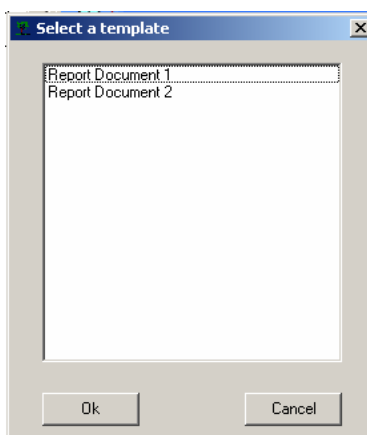 Select a template
Report Document 1
Report Document 2
Ok
Cancel